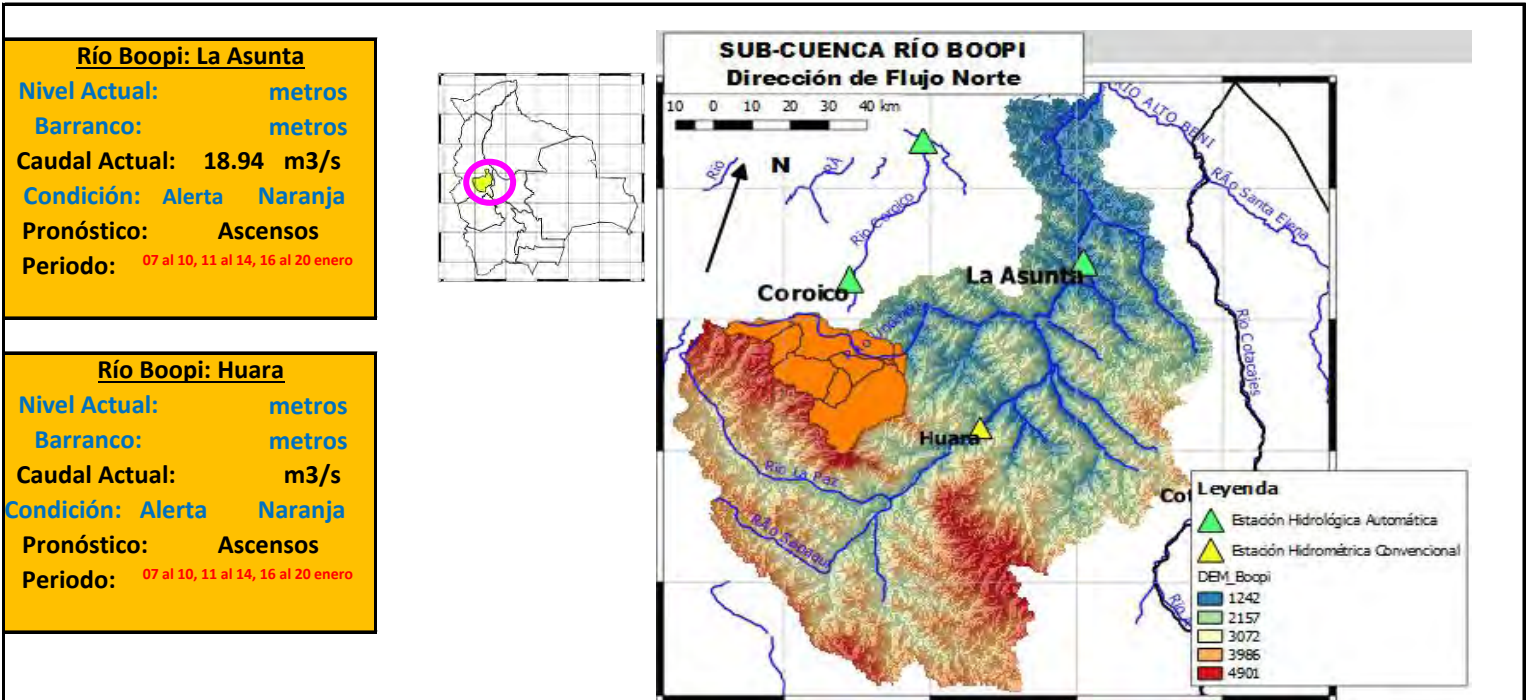 Río Boopi: La Asunta
Nivel Actual: metros
Barranco: metros
Caudal Actual: 18.94 m3/s
Condición: Alerta Naranja
Pronóstico: Ascensos
Periodo: 07 al 10, 11 al 14, 16 al 20 enero
Río Boopi: Huara
Nivel Actual: metros
Barranco: metros
Caudal Actual: m3/s
Condición: Alerta Naranja
Pronóstico: Ascensos
Periodo: 07 al 10, 11 al 14, 16 al 20 enero
SUB-CUENCA RÍO BOOPI
Dirección de Flujo Norte
10 0 10 20 30 40 km
N
Río
RÃ
Río Coroico
RIO ALTO BENI
RÃo Santa Elena
Río Cotacajes
Coroico
La Asunta
Huara
Río La Paz
RÃo Sapaqui
Cot
Leyenda
Estación Hidrológica Automática
Estación Hidrométrica Convencional
DEM_Boopi
1242
2157
3072
3986
4901